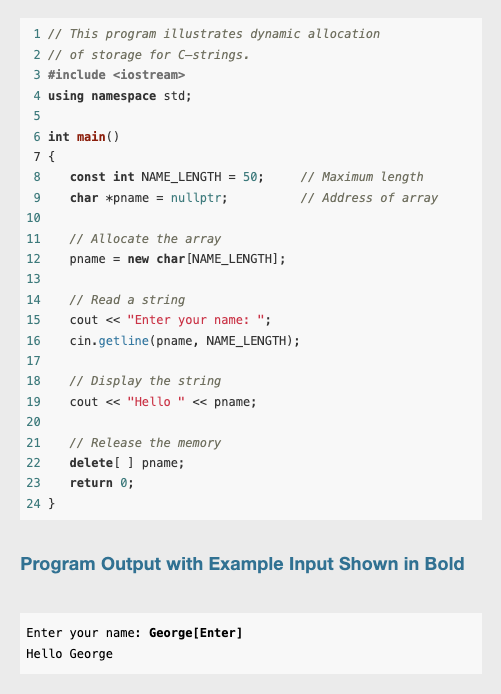 1 // This program illustrates dynamic allocation
2 // of storage for C–strings.
3 #include <iostream>
4 using namespace std;
5
6 int main()
7 {
8    const int NAME_LENGTH = 50;     // Maximum length
9    char *pname = nullptr;          // Address of array
10
11    // Allocate the array
12    pname = new char[NAME_LENGTH];
13
14    // Read a string
15    cout << "Enter your name: ";
16    cin.getline(pname, NAME_LENGTH);
17
18    // Display the string
19    cout << "Hello " << pname;
20
21    // Release the memory
22    delete[ ] pname;
23    return 0;
24 }
Program Output with Example Input Shown in Bold
Enter your name: George[Enter]
Hello George